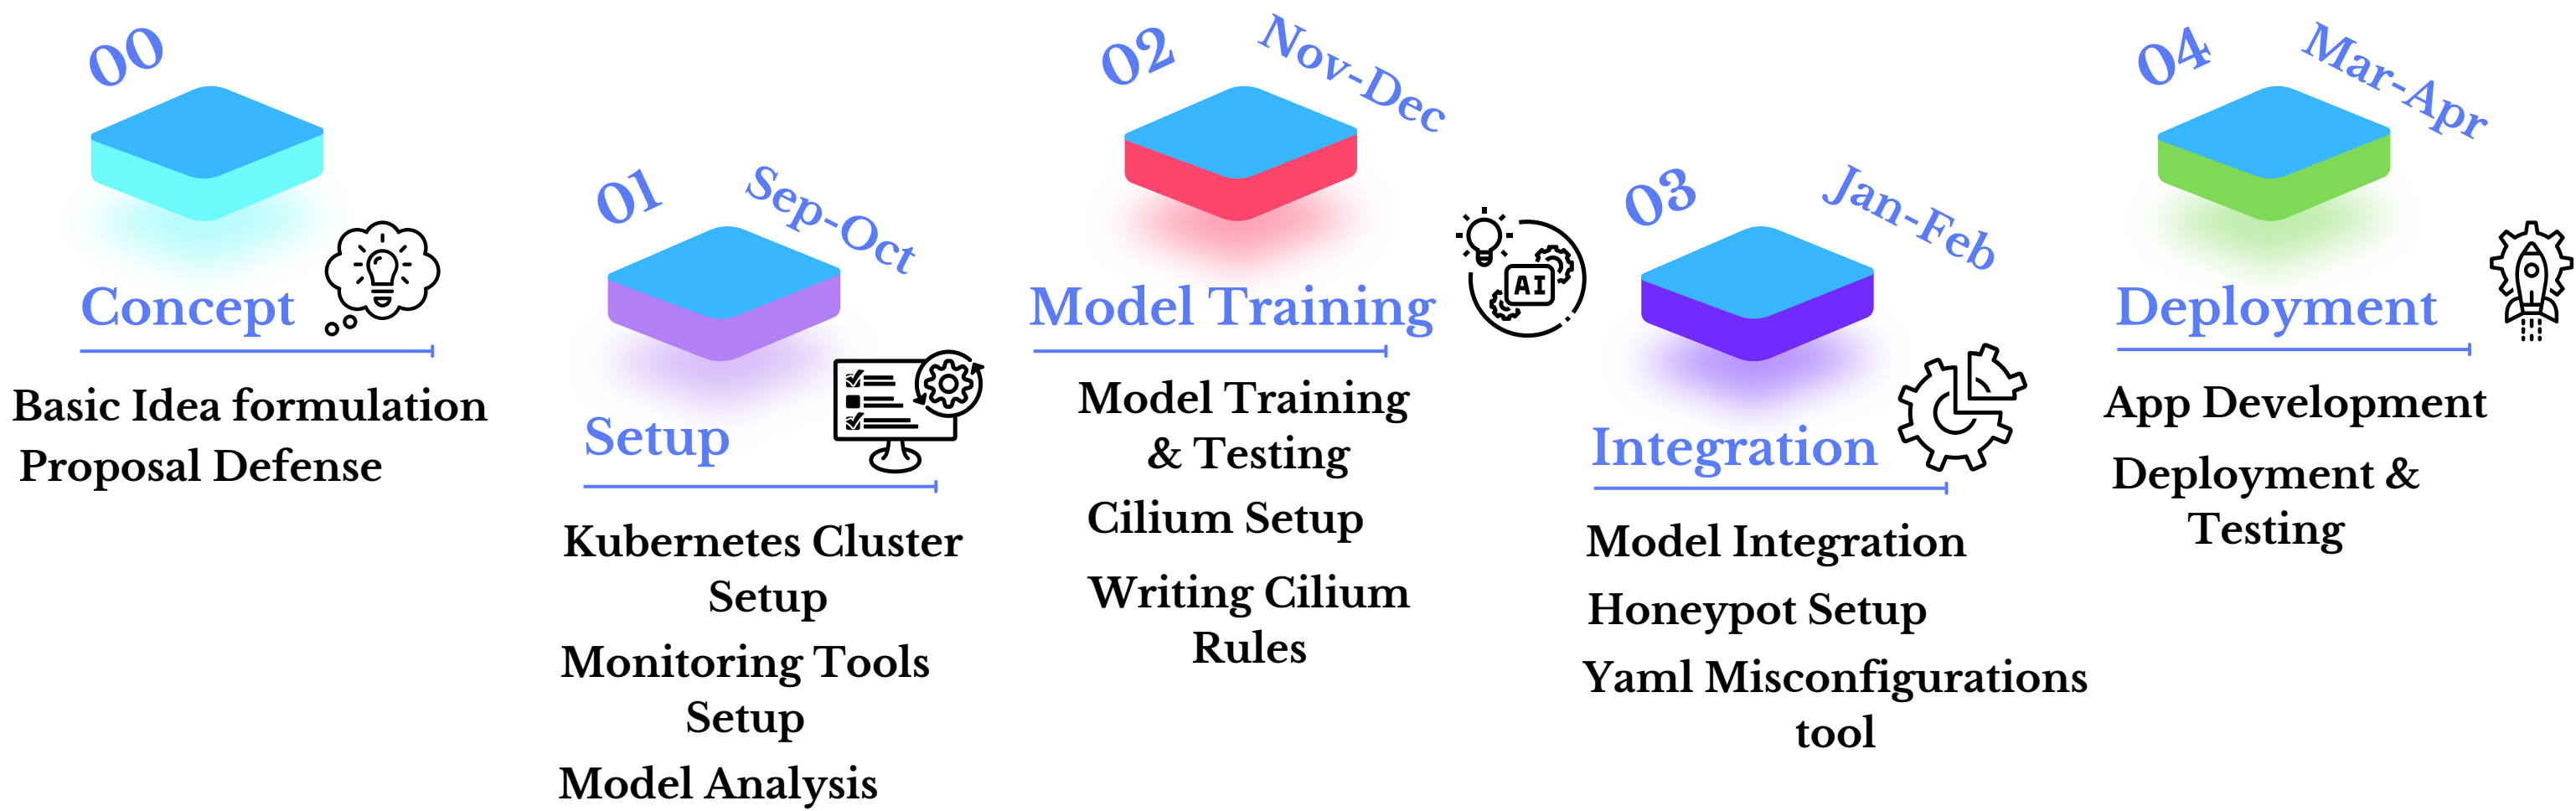 00
Concept
Basic Idea formulation
Proposal Defense
01
Sep-Oct
Setup
Kubernetes Cluster
Setup
Monitoring Tools
Setup
Model Analysis
02
Nov-Dec
AI
Model Training
Model Training
& Testing
Cilium Setup
Writing Cilium
Rules
03
Jan-Feb
Integration
Model Integration
Honeypot Setup
Yaml Misconfigurations
tool
04
Mar-Apr
Deployment
App Development
Deployment &
Testing